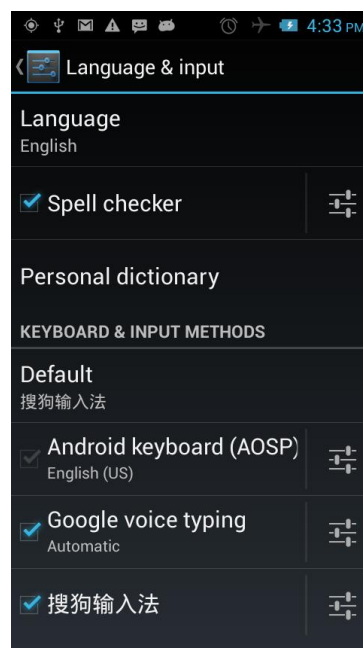 4:33 PM
Language & input
Language
English
Spell checker
Personal dictionary
KEYBOARD & INPUT METHODS
Default
搜狗输入法
Android keyboard (AOSP)
English (US)
Google voice typing
Automatic
搜狗输入法